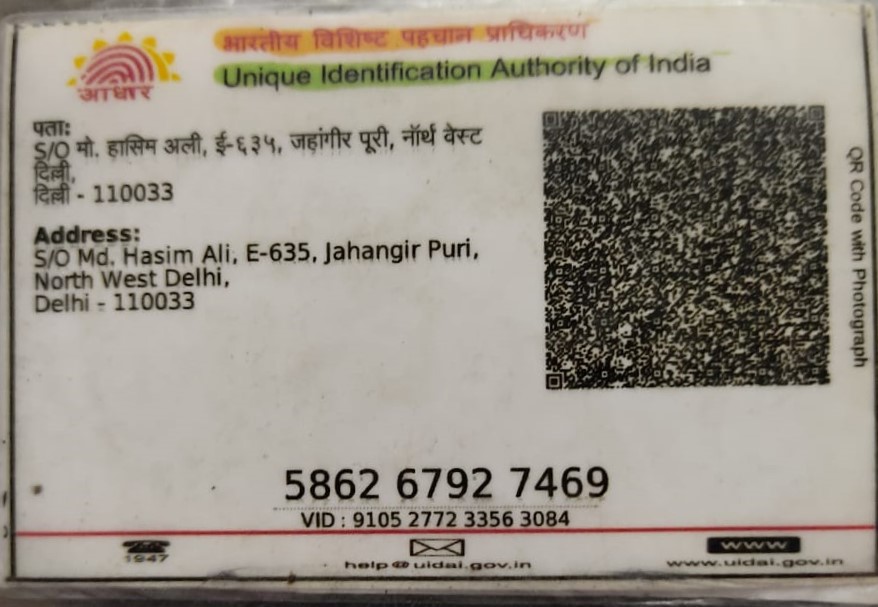 भारतीय विशिष्ट पहचान प्राधिकरण
Unique Identification Authority of India
आधार
पता:
S/O मो. हासिम अली, ई-६३५, जहांगीर पूरी, नॉर्थ वेस्ट
दिल्ली,
दिल्ली - 110033
Address:
S/O Md. Hasim Ali, E-635, Jahangir Puri,
North West Delhi,
Delhi - 110033
QR Code with Photograph
5862 6792 7469
VID : 9105 2772 3356 3084
1947
help@uidai.gov.in
www
www.uidai.gov.in